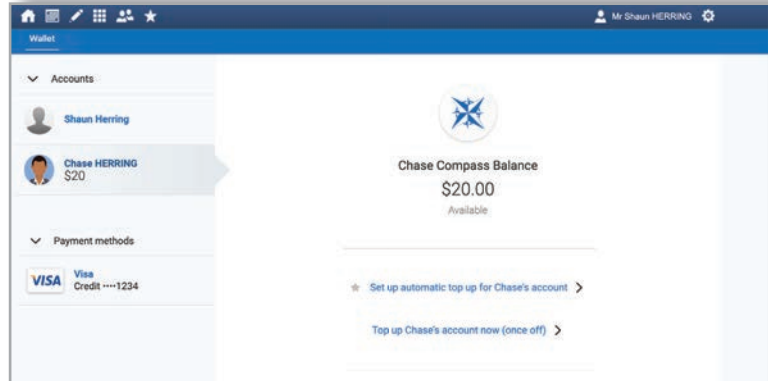 Mr Shaun HERRING
Wallet
Accounts
Shaun Herring
Chase HERRING
$20
Payment methods
VISA
Visa
Credit ····1234
Chase Compass Balance
$20.00
Available
Set up automatic top up for Chase's account
Top up Chase's account now (once off)